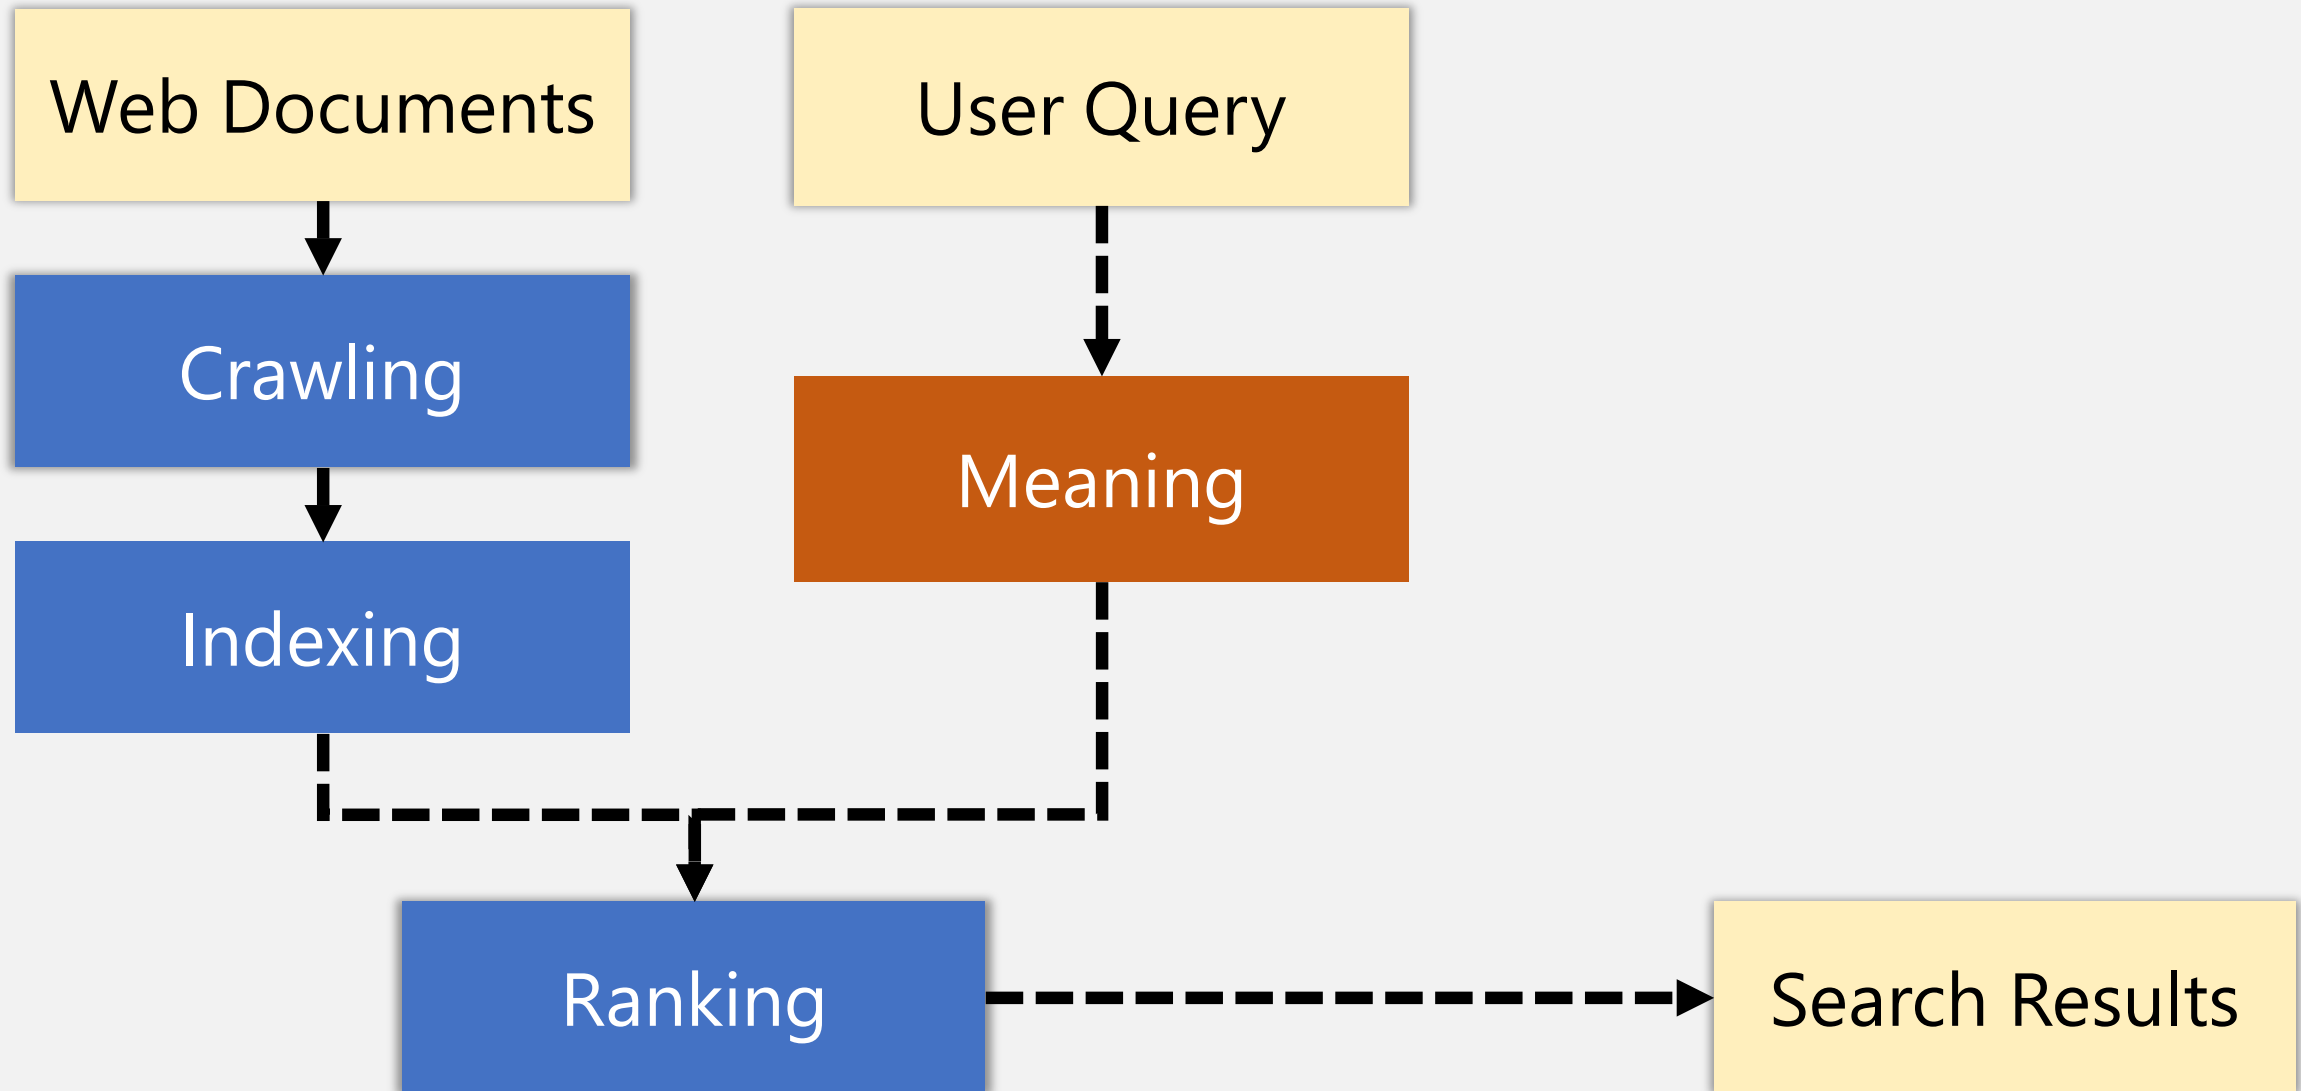 Web Documents
User Query
Crawling
Meaning
Indexing
Ranking
Search Results